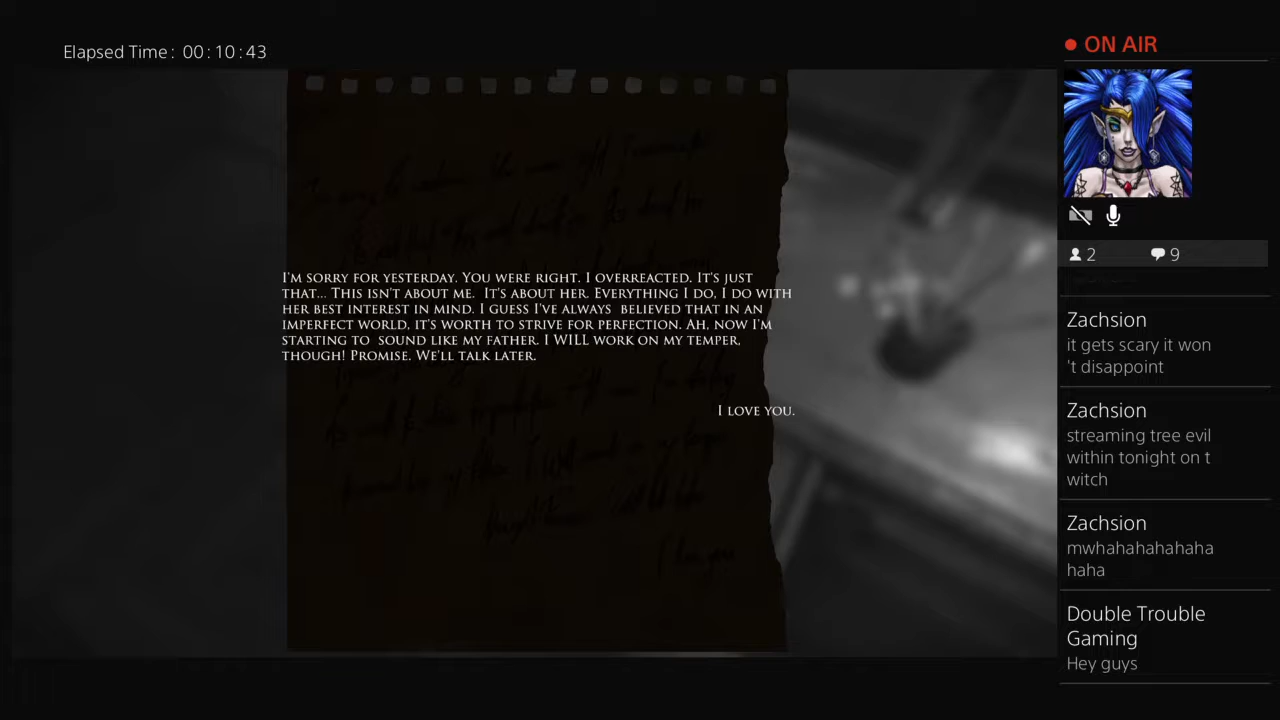 Elapsed Time: 00:10:43
ON AIR
2
9
I'M SORRY FOR YESTERDAY. YOU WERE RIGHT. I OVERREACTED. IT'S JUST
THAT... THIS ISN'T ABOUT ME. IT'S ABOUT HER. EVERYTHING I DO, I DO WITH
HER BEST INTEREST IN MIND. I GUESS I'VE ALWAYS BELIEVED THAT IN AN
IMPERFECT WORLD, IT'S WORTH TO STRIVE FOR PERFECTION. AH, NOW I'M
STARTING TO SOUND LIKE MY FATHER. I WILL WORK ON MY TEMPER,
THOUGH! PROMISE. WE'LL TALK LATER.
I LOVE YOU.
Zachsion
it gets scary it won
't disappoint
Zachsion
streaming tree evil
within tonight on t
witch
Zachsion
mwhahahahahaha
haha
Double Trouble
Gaming
Hey guys